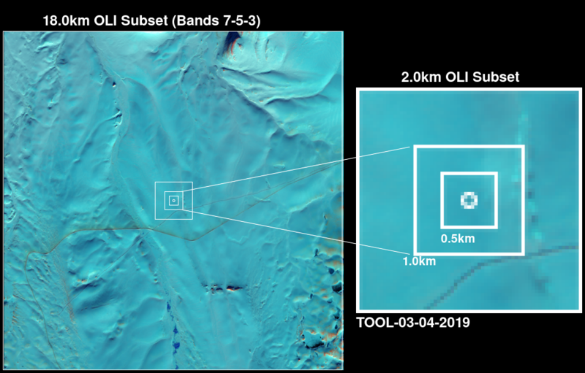 18.0km OLI Subset (Bands 7-5-3)
2.0km OLI Subset
0.5km
1.0km
TOOL-03-04-2019